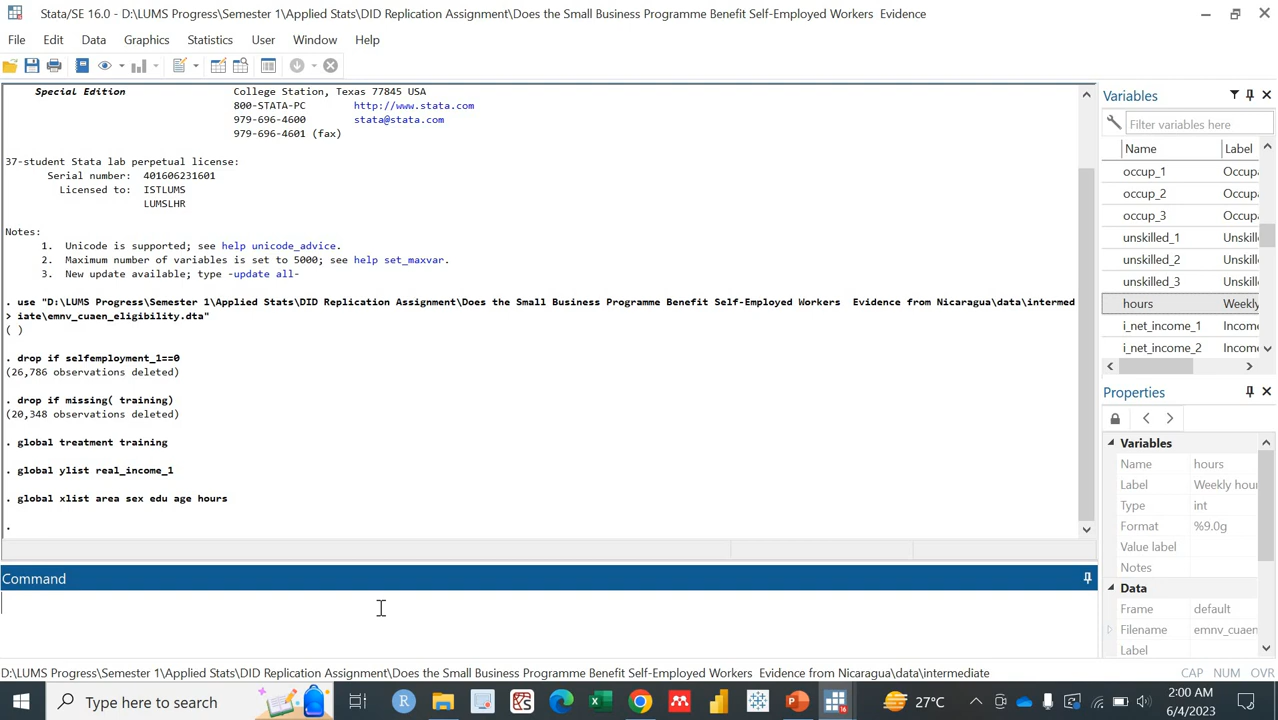 Stata/SE 16.0 - D:\LUMS Progress\Semester 1\Applied Stats\DID Replication Assignment\Does the Small Business Programme Benefit Self-Employed Workers  Evidence
File Edit Data Graphics Statistics User Window Help
Special Edition College Station, Texas 77845 USA
800-STATA-PC http://www.stata.com
979-696-4600 stata@stata.com
979-696-4601 (fax)
37-student Stata lab perpetual license:
Serial number: 401606231601
Licensed to: ISTLUMS
LUMSLHR
Notes:
1. Unicode is supported; see help unicode_advice.
2. Maximum number of variables is set to 5000; see help set_maxvar.
3. New update available; type -update all-
. use "D:\LUMS Progress\Semester 1\Applied Stats\DID Replication Assignment\Does the Small Business Programme Benefit Self-Employed Workers  Evidence from Nicaragua\data\intermed
> iate\emnv_cuaen_eligibility.dta"
( )
. drop if selfemployment_1==0
(26,786 observations deleted)
. drop if missing( training)
(20,348 observations deleted)
. global treatment training
. global ylist real_income_1
. global xlist area sex edu age hours
.
Command
Variables
Filter variables here
Name Label
occup_1 Occupa
occup_2 Occupa
occup_3 Occupa
unskilled_1 Unskill
unskilled_2 Unskill
unskilled_3 Unskill
hours Weekly
i_net_income_1 Income
i_net_income_2 Income
Properties
Variables
Name hours
Label Weekly hour
Type int
Format %9.0g
Value label
Notes
Data
Frame default
Filename emnv_cuaen
Label
D:\LUMS Progress\Semester 1\Applied Stats\DID Replication Assignment\Does the Small Business Programme Benefit Self-Employed Workers  Evidence from Nicaragua\data\intermediate
CAP NUM OVR
Type here to search
27°C
2:00 AM
6/4/2023